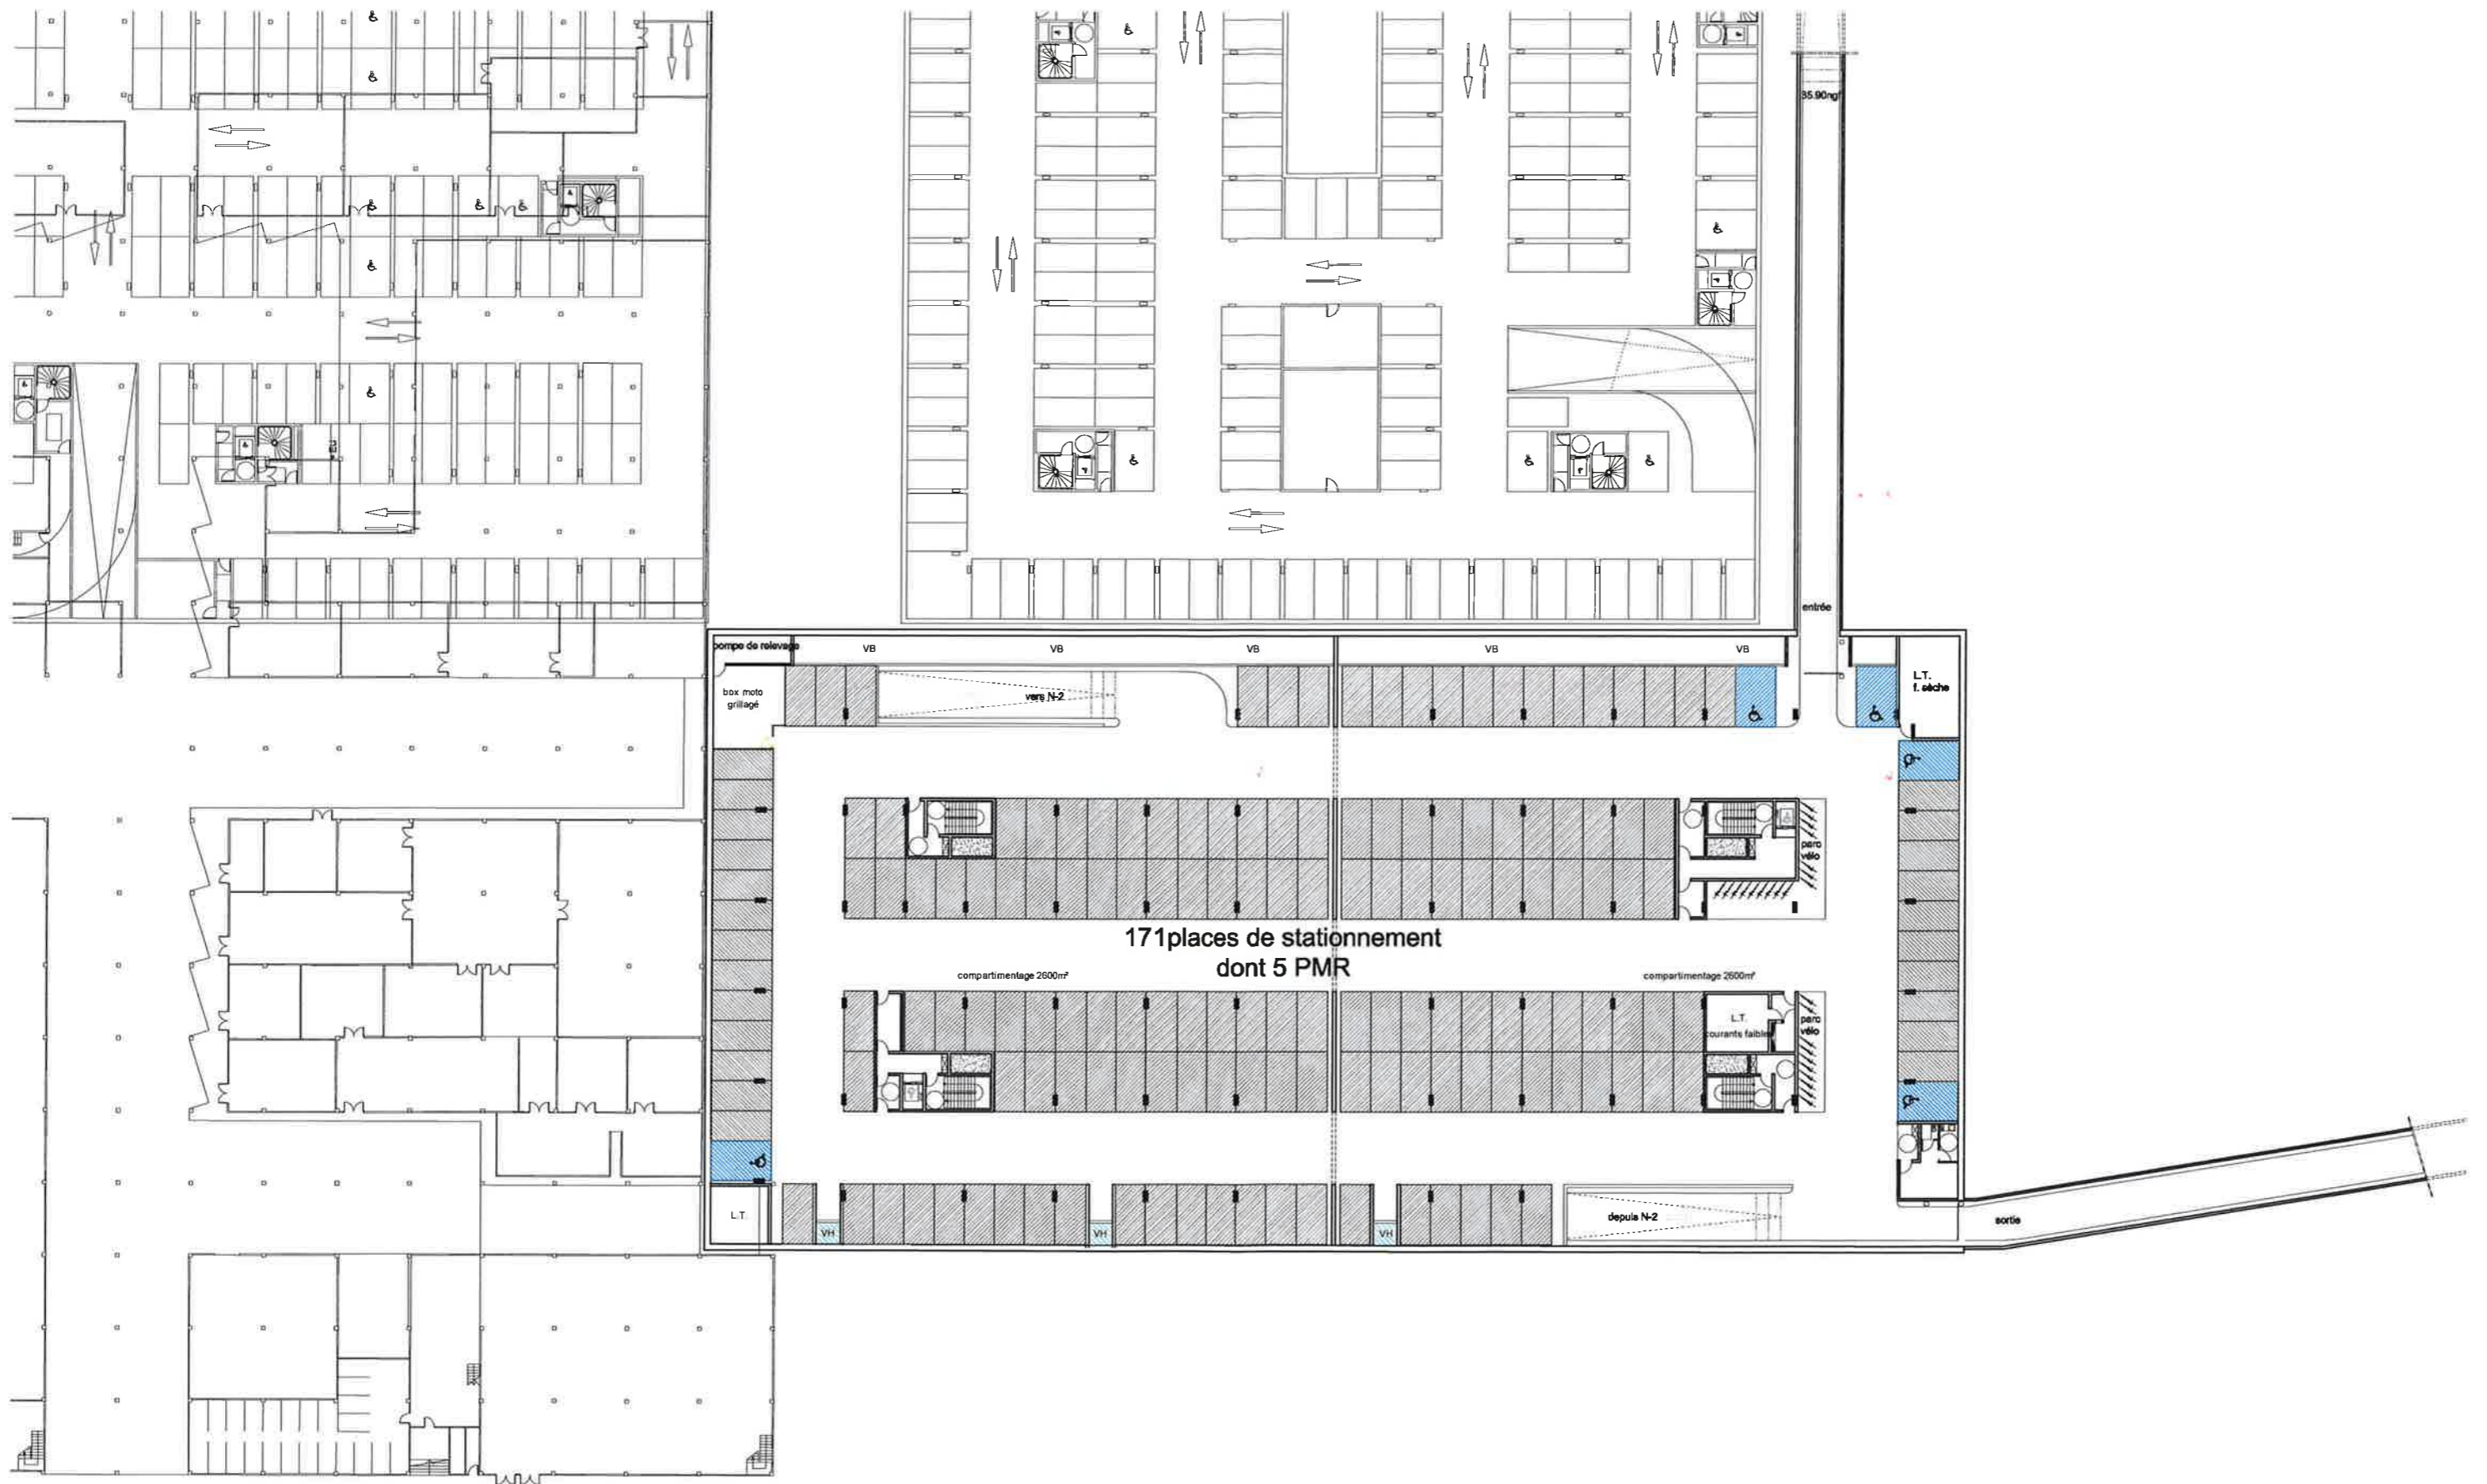 35.90ngf
entrée
pompe de relevage
VB
VB
VB
VB
VB
box moto
grillagé
vers N-2
L.T.
f. sèche
parc
vélo
171places de stationnement
dont 5 PMR
compartimentage 2600m²
compartimentage 2600m²
L.T.
courants faibles
parc
vélo
L.T.
VH
VH
VH
depuis N-2
sortie